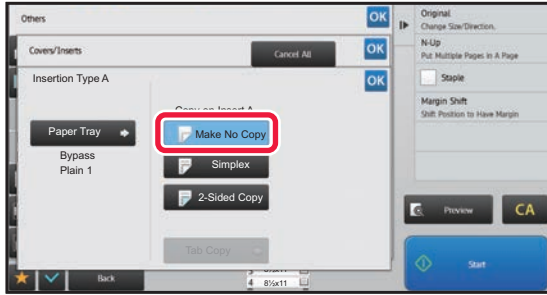 Others
OK
Covers/Inserts
Cancel All
OK
Insertion Type A
OK
Copy on Insert A
Paper Tray
Bypass
Plain 1
Make No Copy
Simplex
2-Sided Copy
Tab Copy
Back
4 8½x11
Original
Change Size/Direction.
N-Up
Put Multiple Pages in A Page
Staple
Margin Shift
Shift Position to Have Margin
Preview
CA
Start